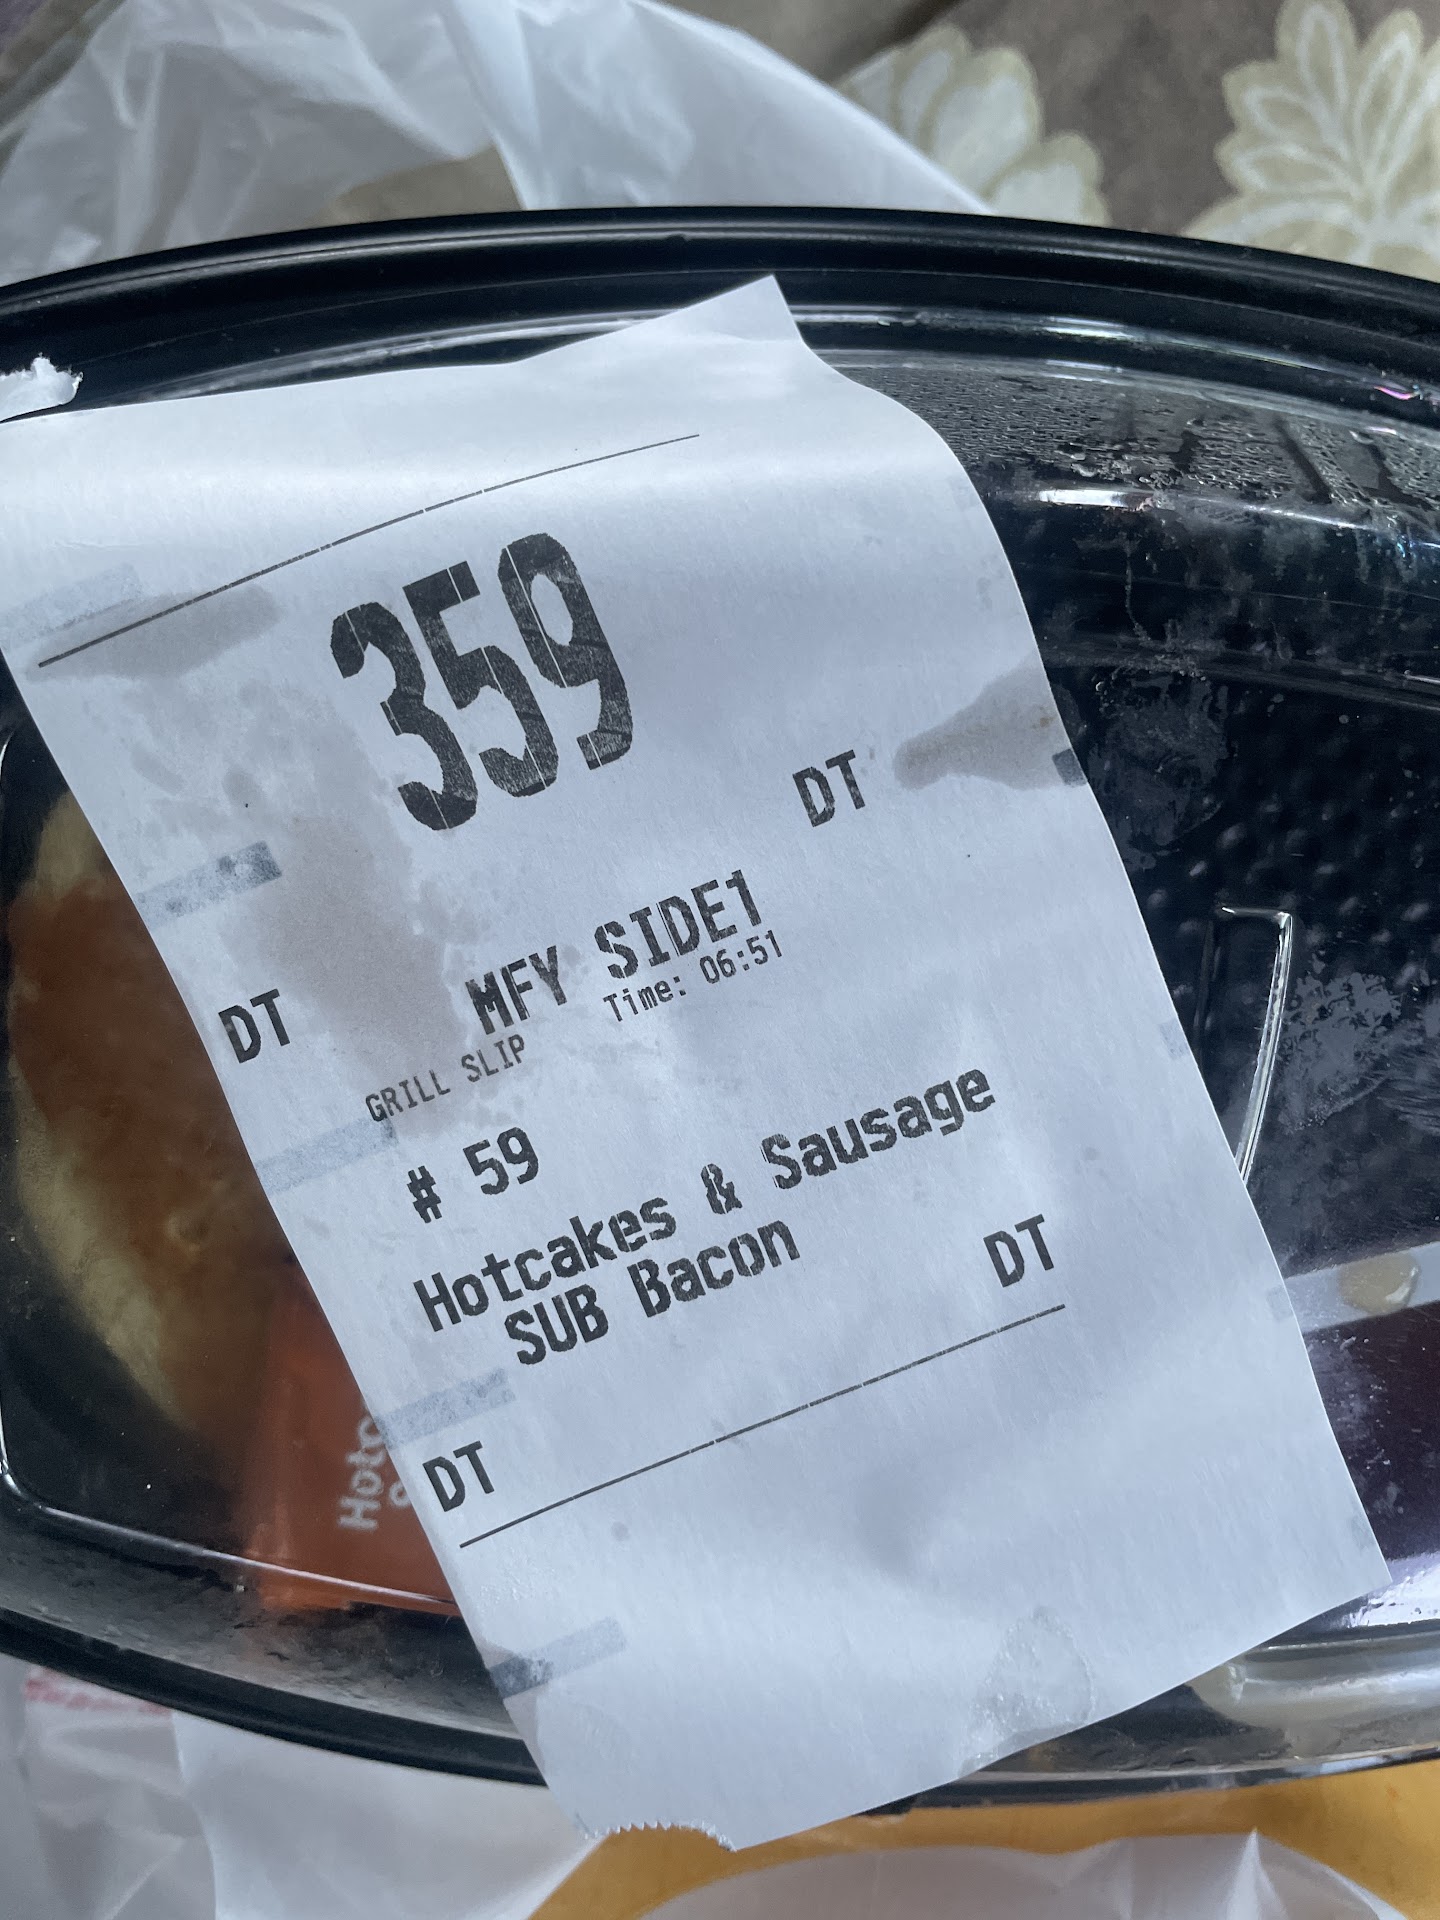 359
DT
MFY SIDE1
DT
Time: 06:51
GRILL SLIP
# 59
Hotcakes & Sausage
SUB Bacon
DT
DT